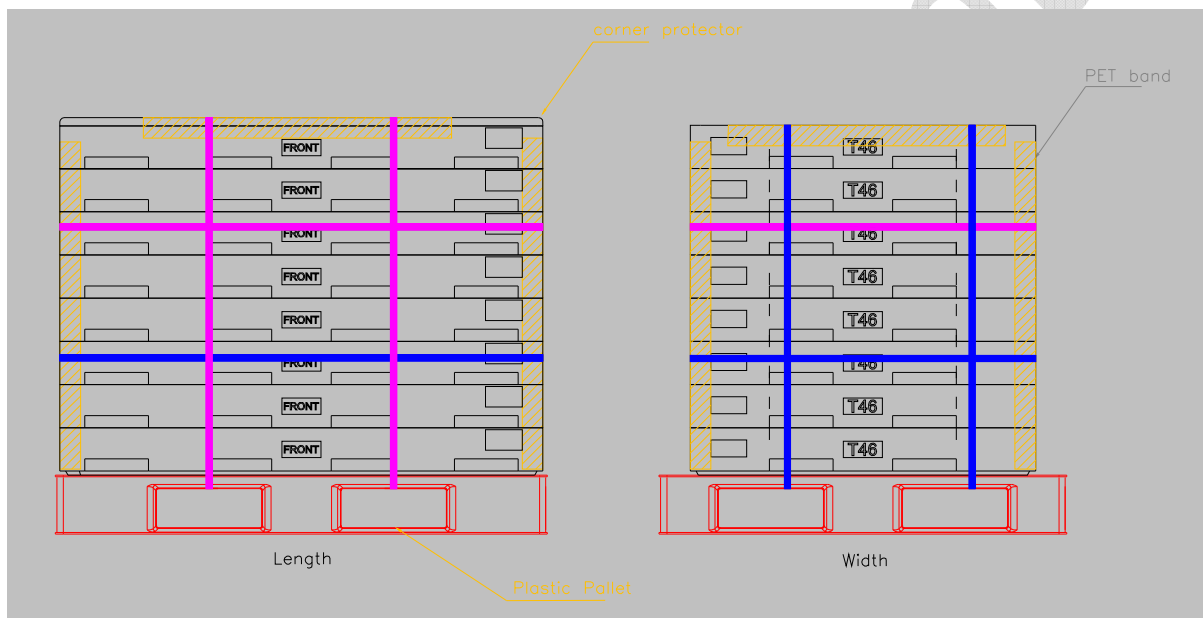 corner protector
PET band
FRONT
T46
FRONT
T46
FRONT
T46
FRONT
T46
FRONT
T46
FRONT
T46
FRONT
T46
FRONT
T46
Length
Width
Plastic Pallet